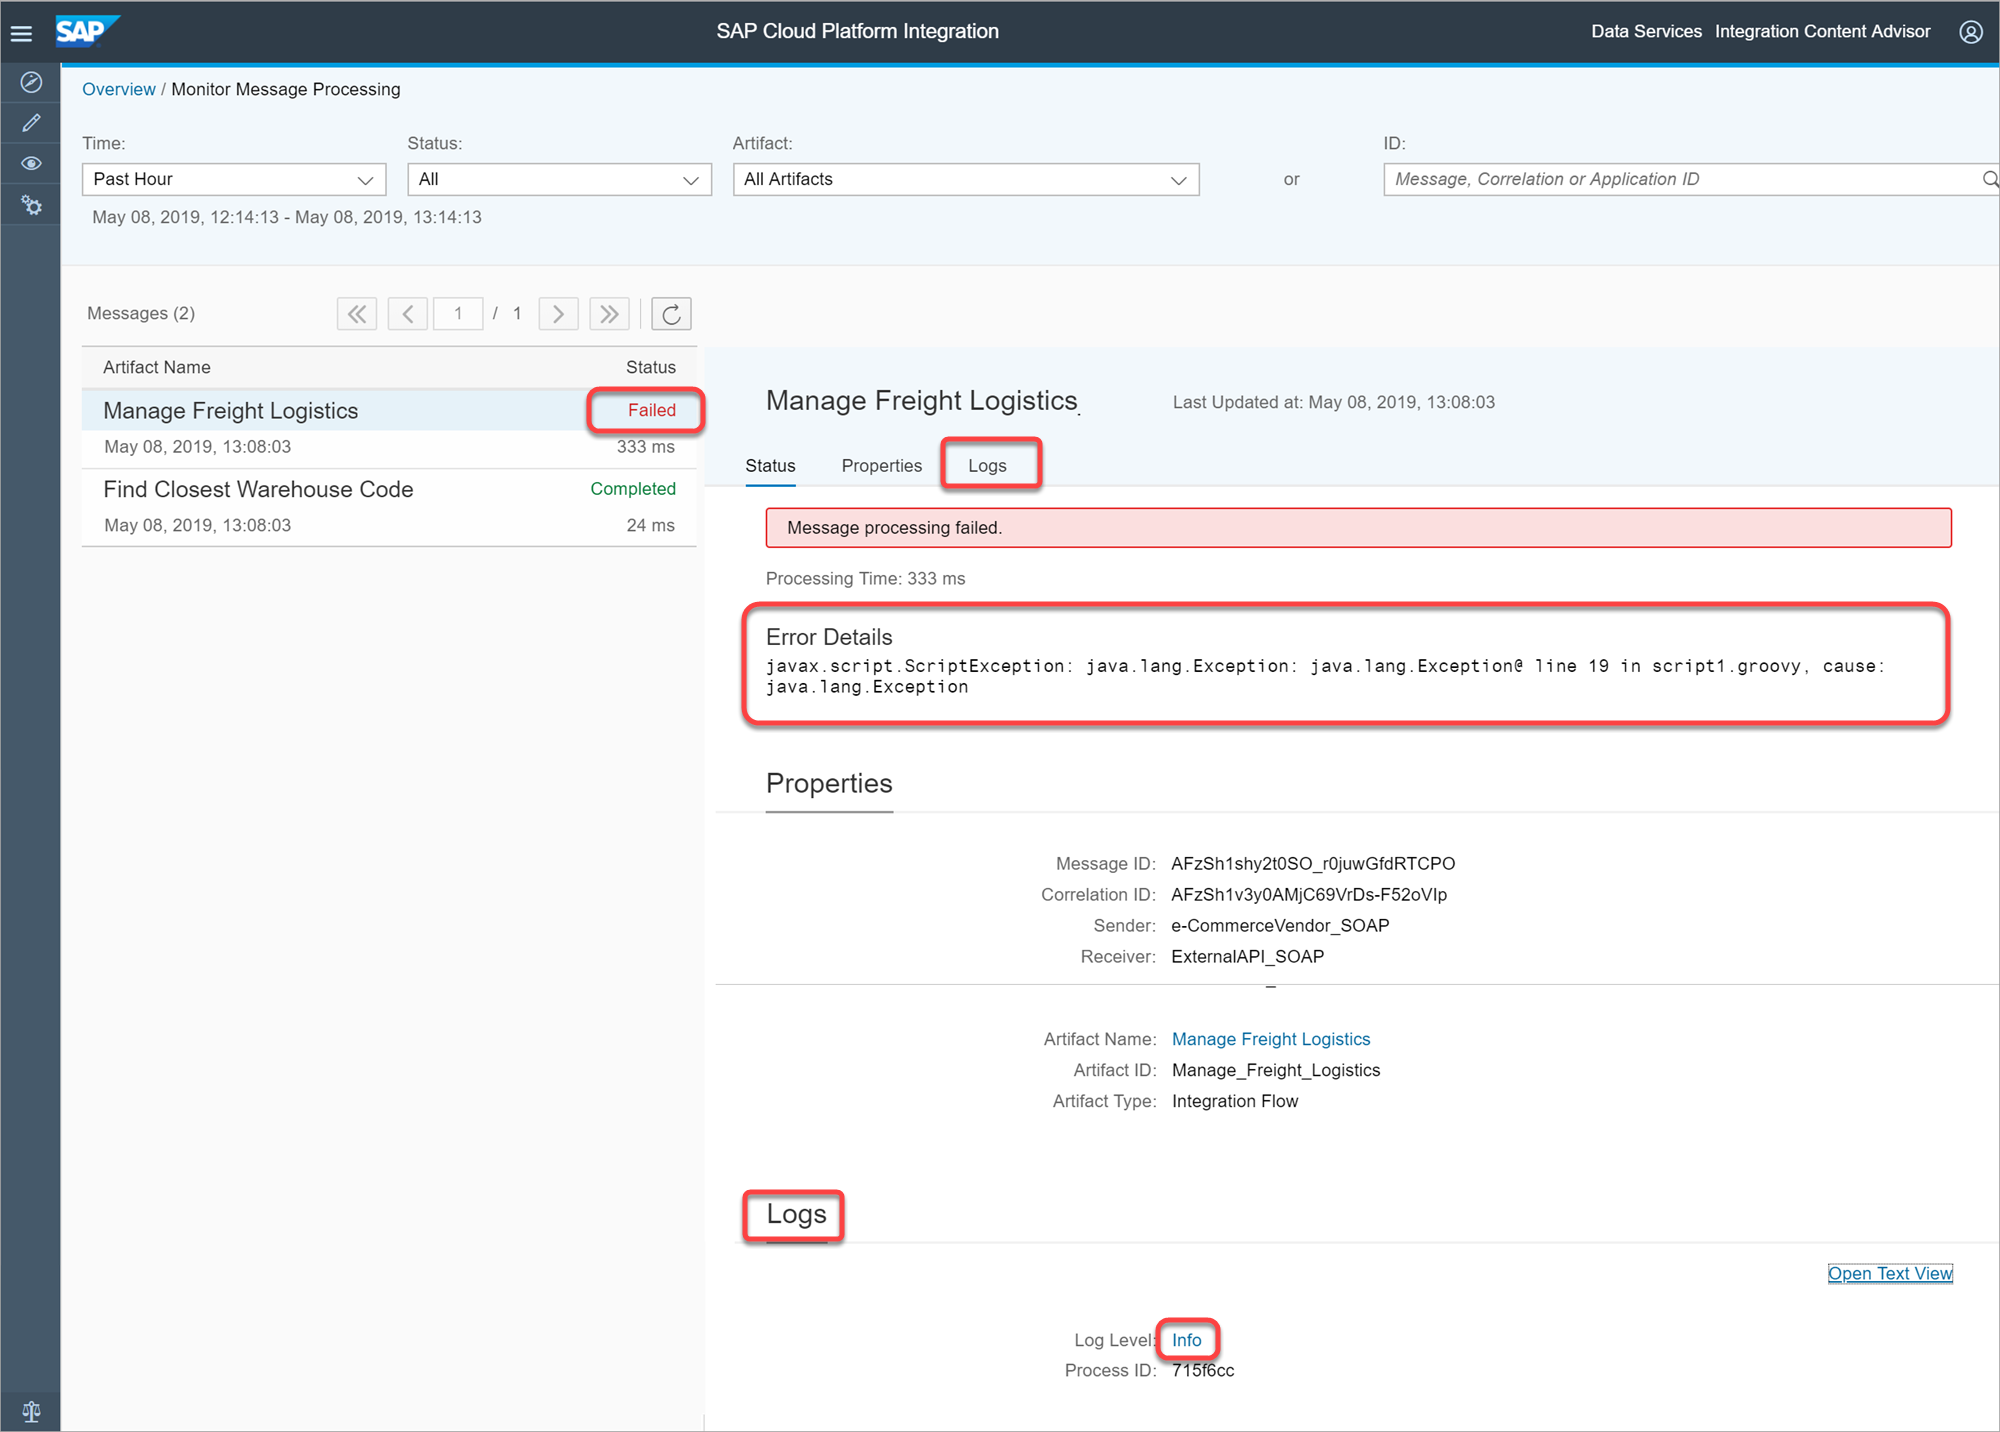 SAP
SAP Cloud Platform Integration
Data Services Integration Content Advisor
Overview / Monitor Message Processing
Time: Status: Artifact: ID:
Past Hour All All Artifacts or Message, Correlation or Application ID
May 08, 2019, 12:14:13 - May 08, 2019, 13:14:13
Messages (2) 1 / 1
Artifact Name Status
Manage Freight Logistics Failed
May 08, 2019, 13:08:03 333 ms
Find Closest Warehouse Code Completed
May 08, 2019, 13:08:03 24 ms
Manage Freight Logistics Last Updated at: May 08, 2019, 13:08:03
Status Properties Logs
Message processing failed.
Processing Time: 333 ms
Error Details
javax.script.ScriptException: java.lang.Exception: java.lang.Exception@ line 19 in script1.groovy, cause:
java.lang.Exception
Properties
Message ID: AFzSh1shy2t0SO_r0juwGfdRTCPO
Correlation ID: AFzSh1v3y0AMjC69VrDs-F52oVIp
Sender: e-CommerceVendor_SOAP
Receiver: ExternalAPI_SOAP
Artifact Name: Manage Freight Logistics
Artifact ID: Manage_Freight_Logistics
Artifact Type: Integration Flow
Logs
Open Text View
Log Level: Info
Process ID: 715f6cc